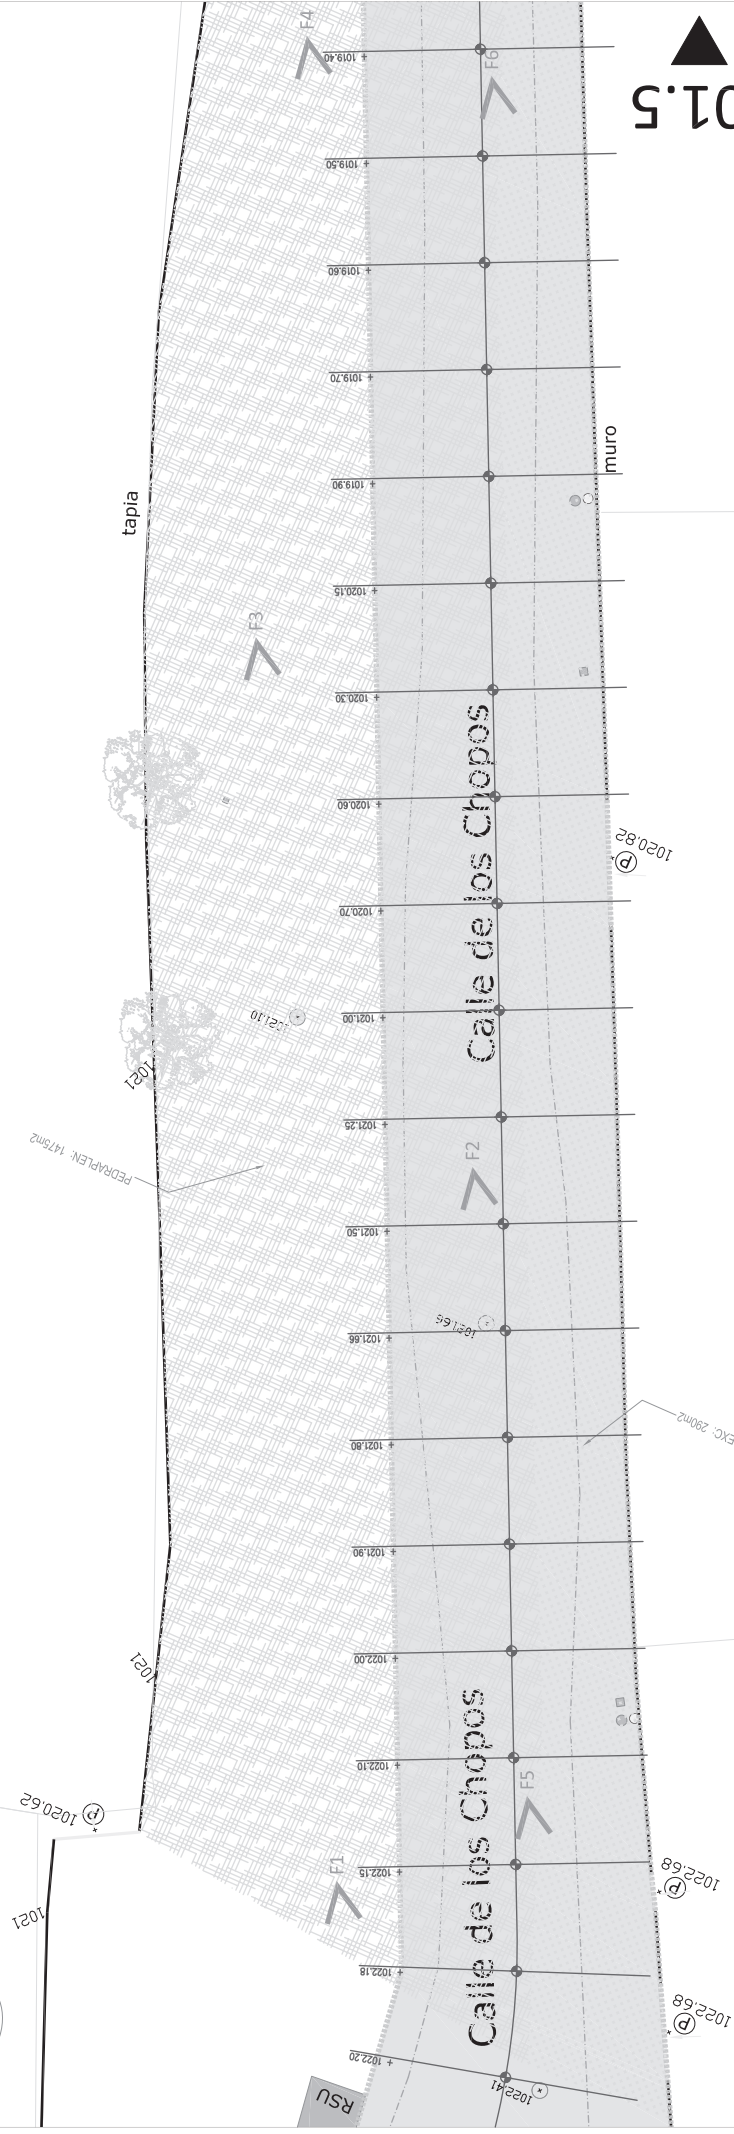 F4
1019.40
F6
01.5
1019.50
1019.60
1019.70
muro
1019.90
tapia
1020.15
F3
1020.30
Calle de los Chopos
1020.60
1020.82
P
1020.70
1021.10
1021.00
1021
1021.25
PEDRAPLEN: 1475m2
F2
1021.50
1021.66
1021.66
EXC: 290m2
1021.80
1021.90
1021
1022.00
Calle de los Chopos
1022.10
F5
1020.62
P
1022.15
F1
1022.68
P
1021
1022.18
1022.68
P
1022.20
1022.41
RSU